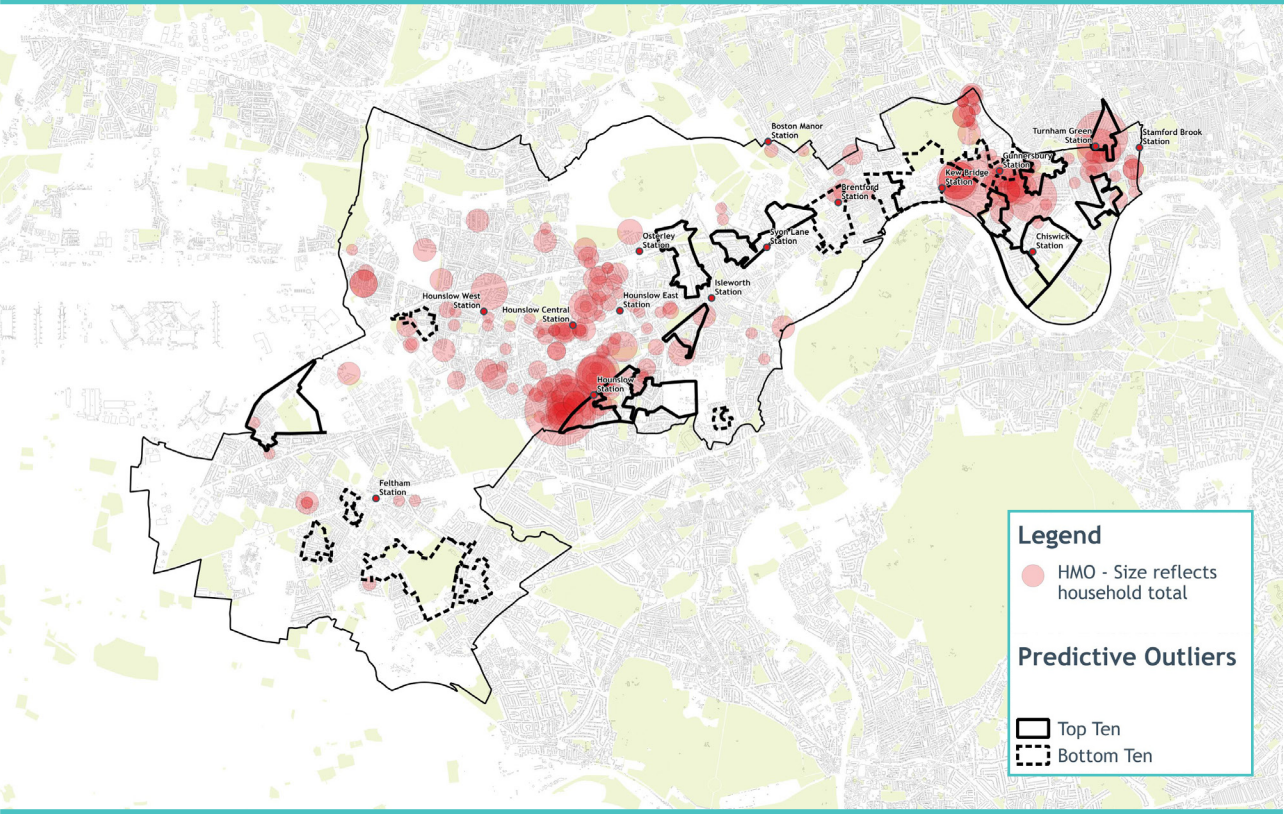 Boston Manor
Station
Turnham Green
Station
Stamford Brook
Station
Gunnersbury
Station
Kew Bridge
Station
Brentford
Station
Osterley
Station
Syon Lane
Station
Chiswick
Station
Isleworth
Station
Hounslow West
Station
Hounslow Central
Station
Hounslow East
Station
Hounslow
Station
Feltham
Station
Legend
HMO - Size reflects
household total
Predictive Outliers
Top Ten
Bottom Ten